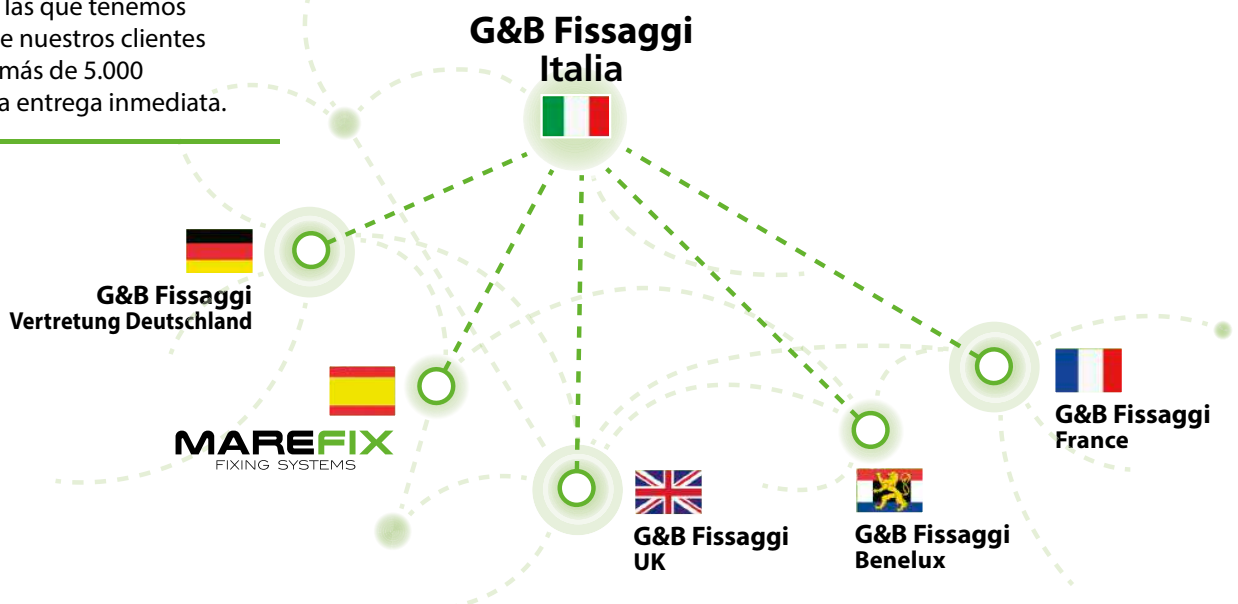 las que tenemos
e nuestros clientes
más de 5.000
a entrega inmediata.
G&B Fissaggi
Italia
G&B Fissaggi
Vertretung Deutschland
MAREFIX
FIXING SYSTEMS
G&B Fissaggi
UK
G&B Fissaggi
Benelux
G&B Fissaggi
France